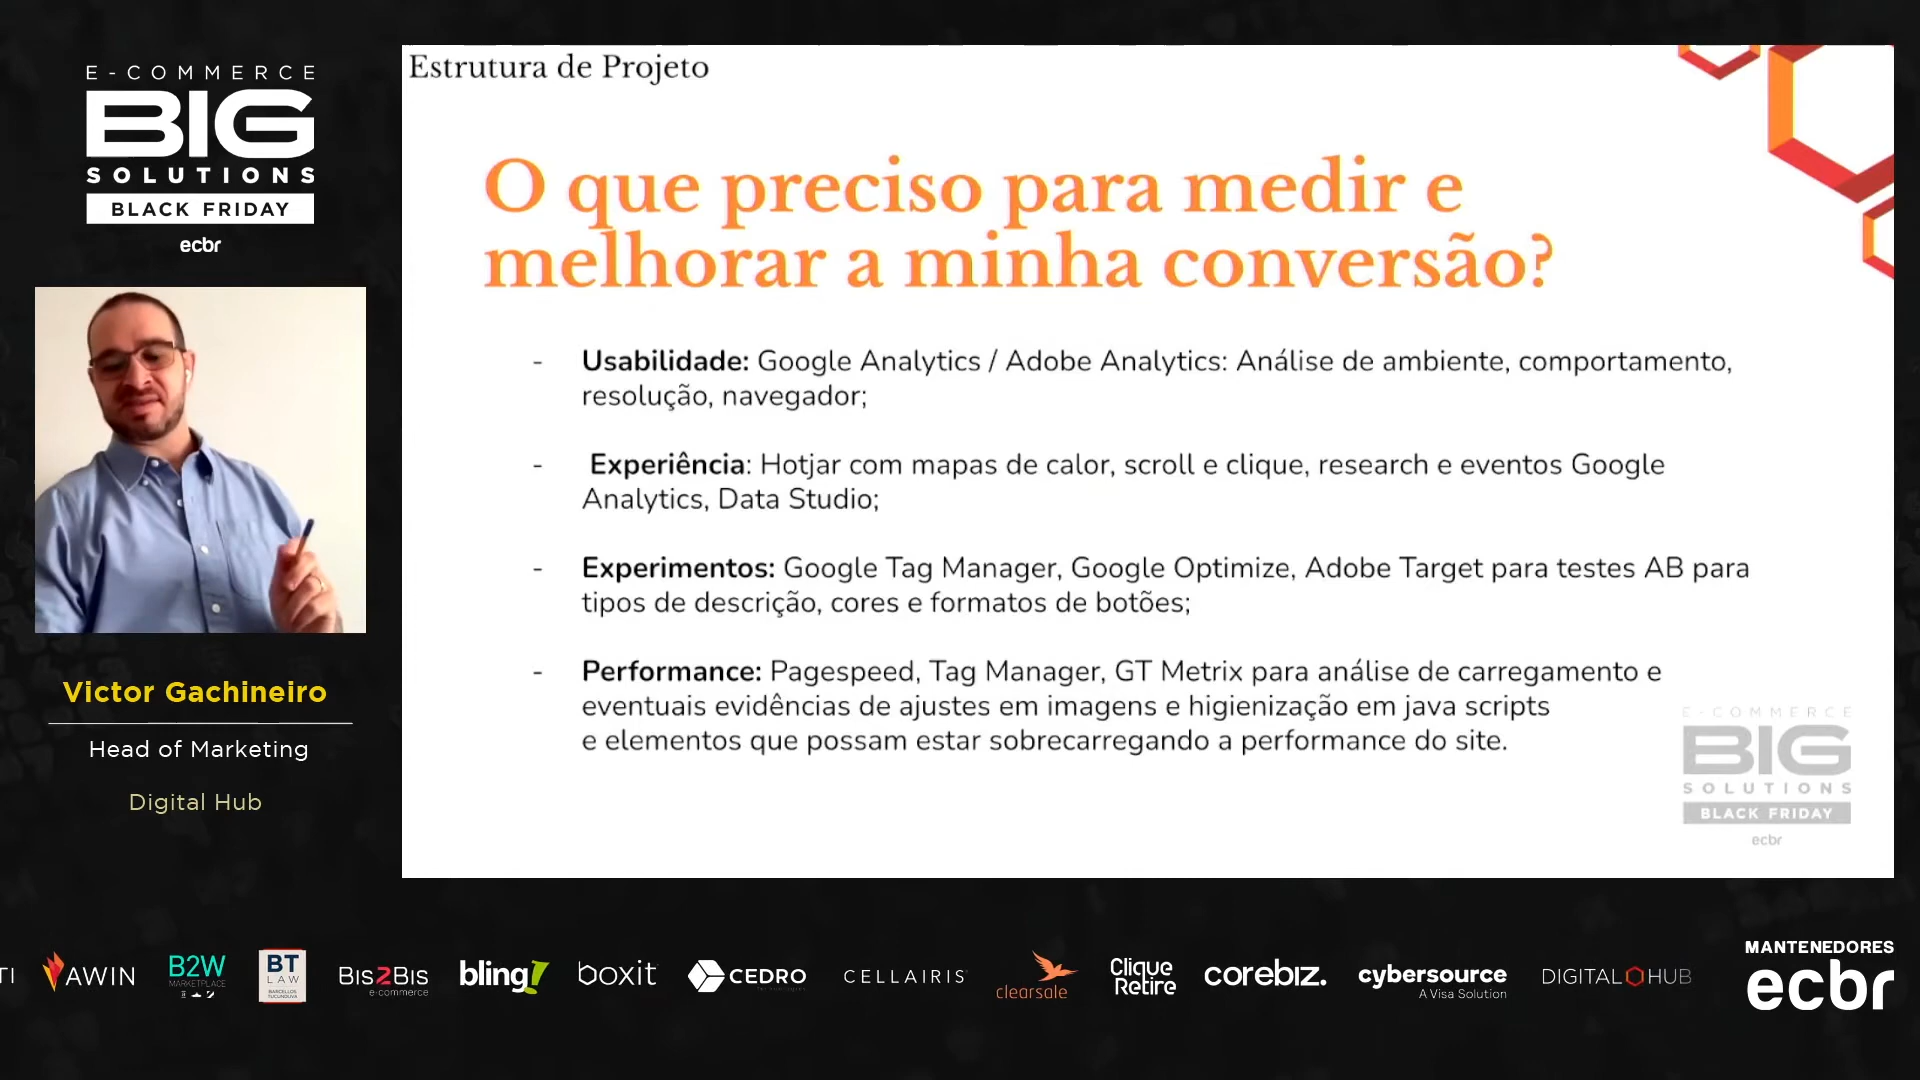 E-COMMERCE
BIG
SOLUTIONS
BLACK FRIDAY
ecbr
Victor Gachineiro
Head of Marketing
Digital Hub
Estrutura de Projeto
O que preciso para medir e
melhorar a minha conversão?
- Usabilidade: Google Analytics / Adobe Analytics: Análise de ambiente, comportamento,
resolução, navegador;
- Experiência: Hotjar com mapas de calor, scroll e clique, research e eventos Google
Analytics, Data Studio;
- Experimentos: Google Tag Manager, Google Optimize, Adobe Target para testes AB para
tipos de descrição, cores e formatos de botões;
- Performance: Pagespeed, Tag Manager, GT Metrix para análise de carregamento e
eventuais evidências de ajustes em imagens e higienização em java scripts
e elementos que possam estar sobrecarregando a performance do site.
E-COMMERCE
BIG
SOLUTIONS
BLACK FRIDAY
ecbr
TI
AWIN
B2W
MARKETPLACE
BT
LAW
BIS2BIS
e-commerce
bling!
boxit
CEDRO
CELLAIRIS
clearsale
Clique
Retire
corebiz.
cybersource
A Visa Solution
DIGITAL HUB
MANTENEDORES
ecbr